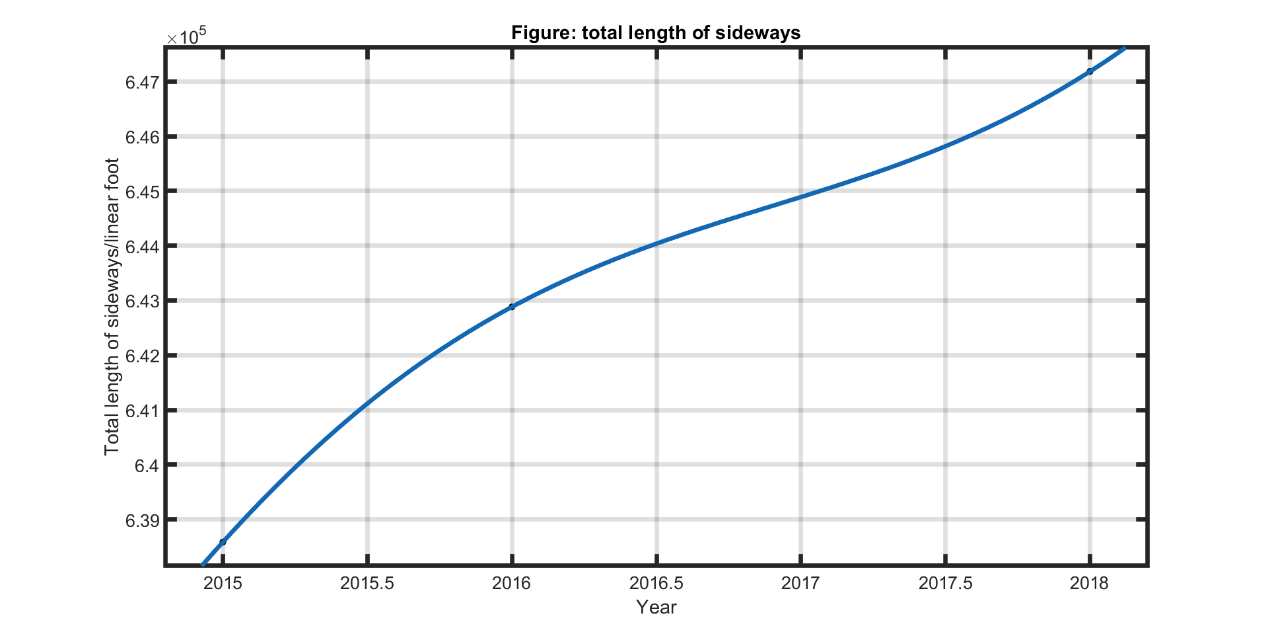 Figure: total length of sideways
×10⁵
6.47
6.46
6.45
6.44
6.43
6.42
6.41
6.4
6.39
Total length of sideways/linear foot
2015 2015.5 2016 2016.5 2017 2017.5 2018
Year